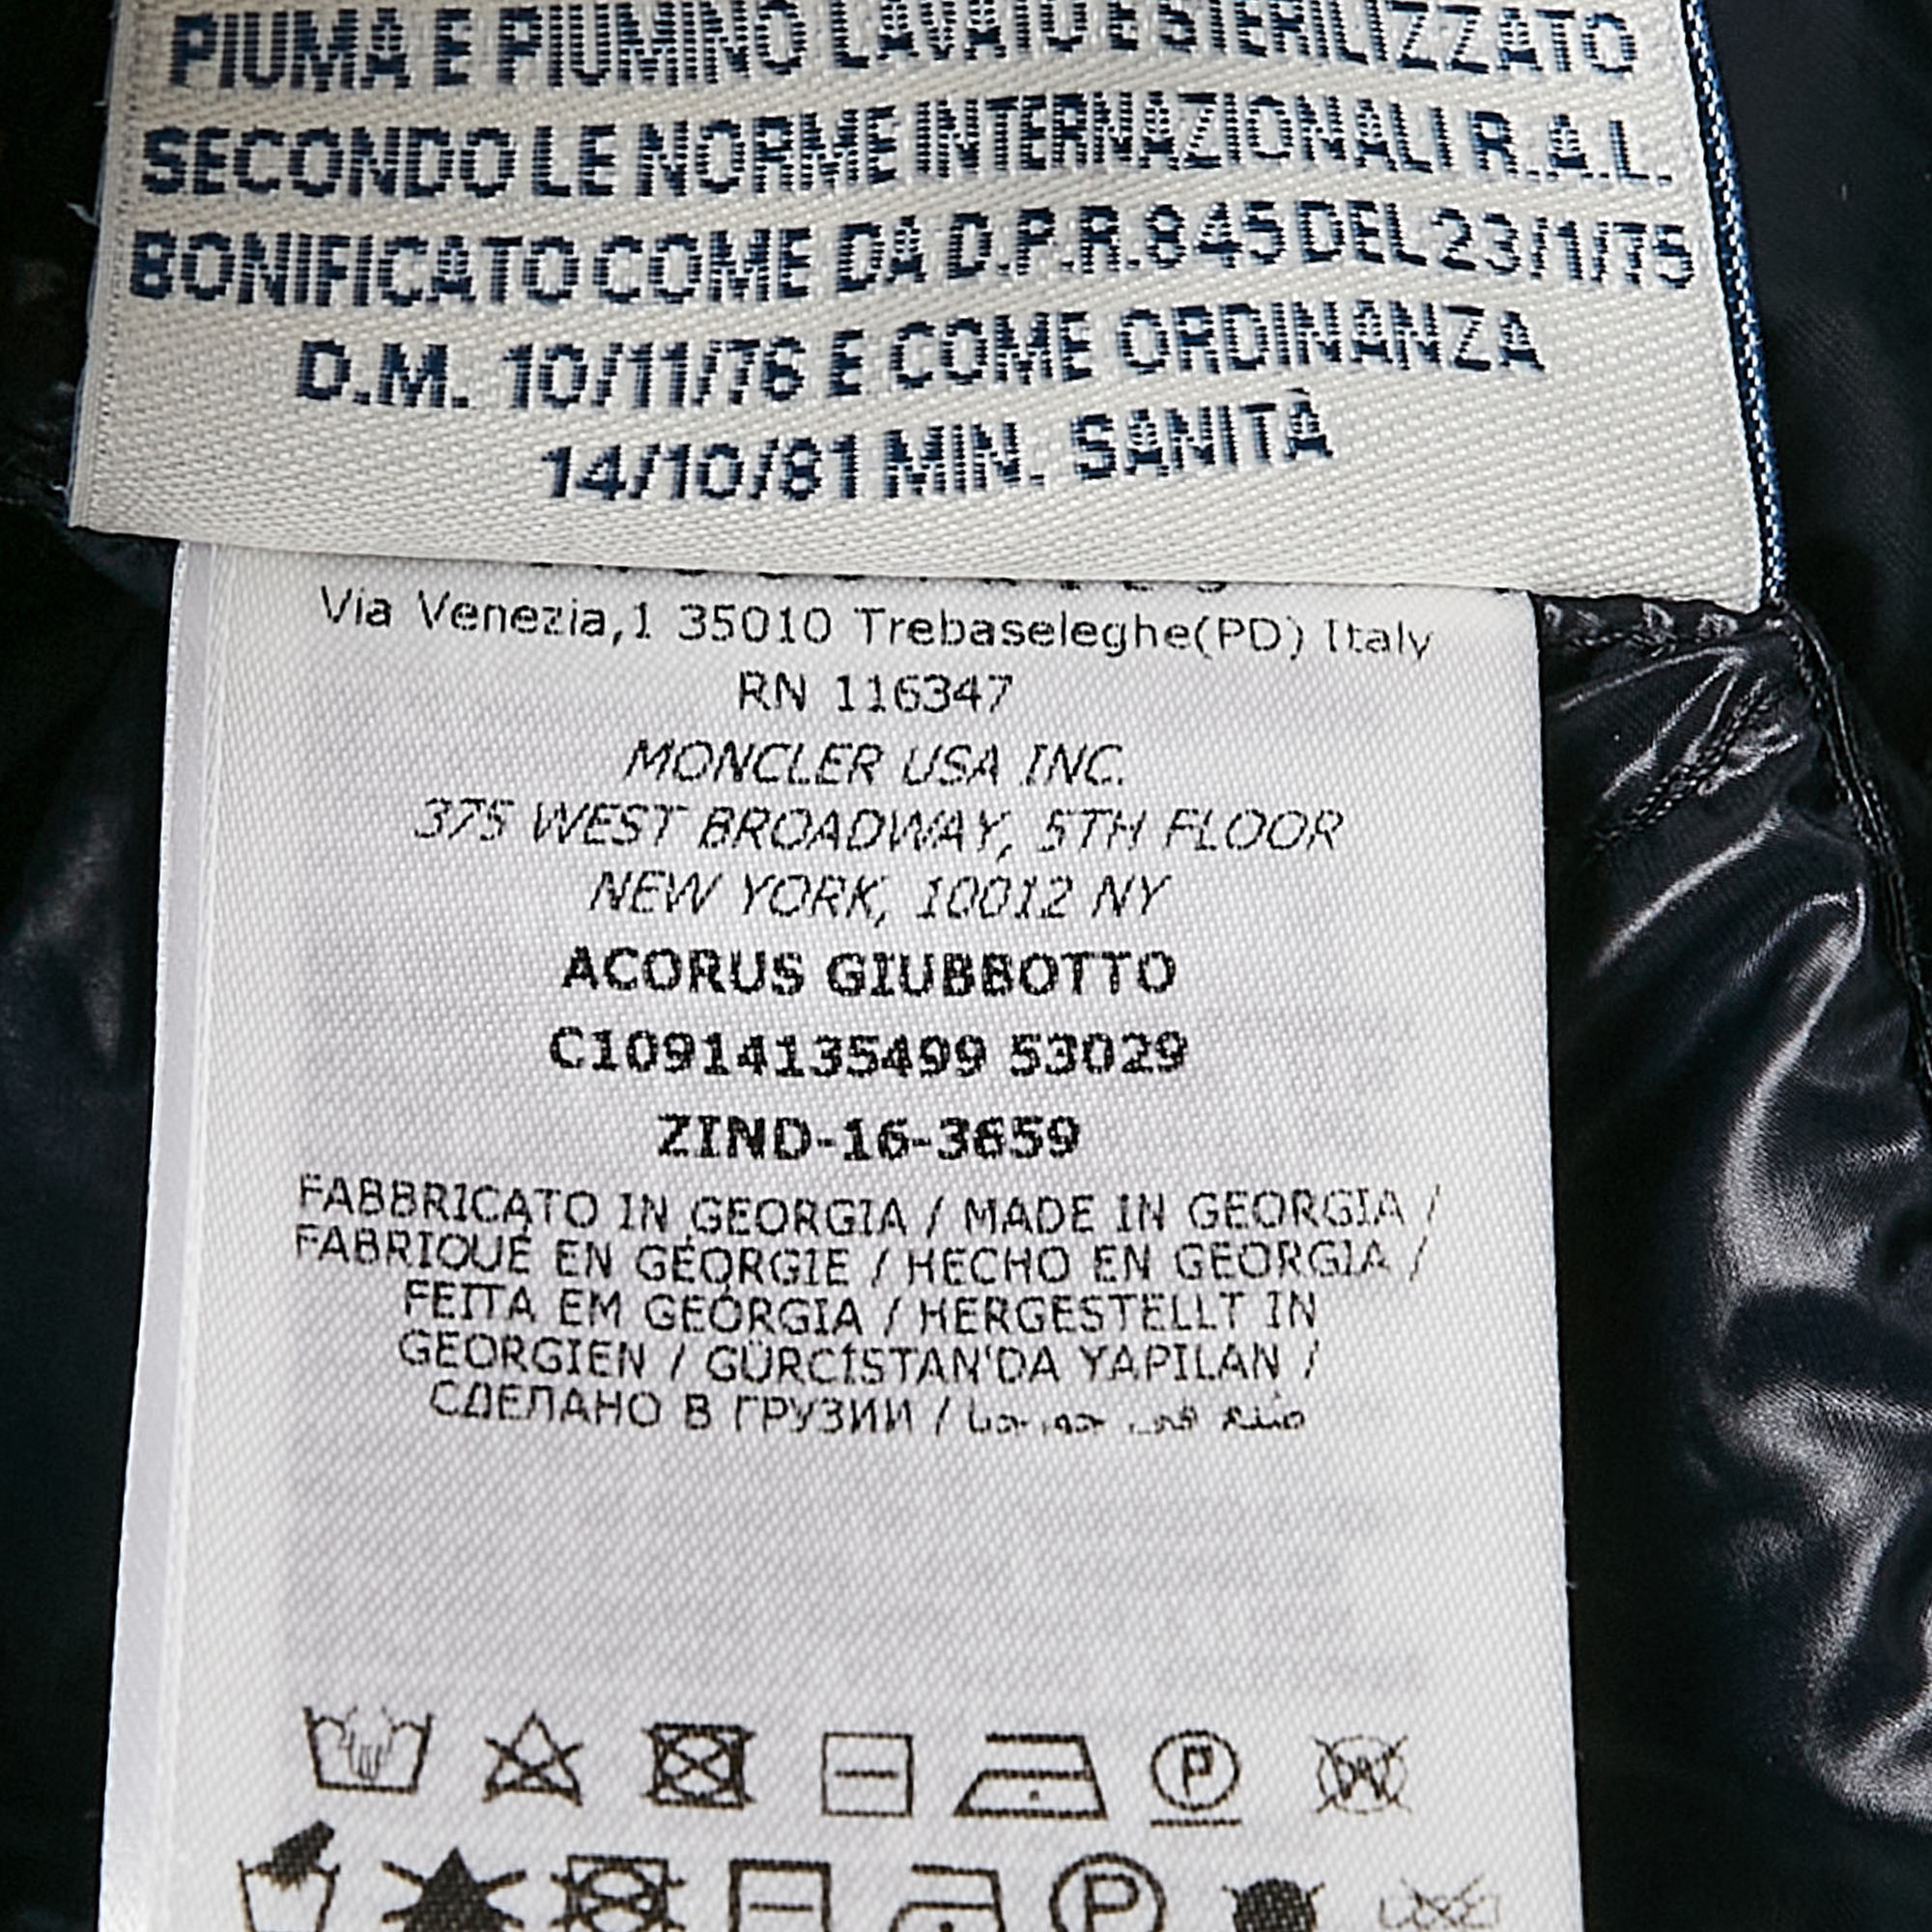 PIUMA E PIUMINO LAVATO E STERILIZZATO
SECONDO LE NORME INTERNAZIONALI R.A.L.
BONIFICATO COME DA D.P.R.845 DEL 23/1/75
D.M. 10/11/76 E COME ORDINANZA
14/10/81 MIN. SANITÀ
Via Venezia,1 35010 Trebaseleghe(PD) Italy
RN 116347
MONCLER USA INC.
375 WEST BROADWAY, 5TH FLOOR
NEW YORK, 10012 NY
ACORUS GIUBBOTTO
C10914135499 53029
ZIND-16-3659
FABBRICATO IN GEORGIA / MADE IN GEORGIA /
FABRIQUÉ EN GÉORGIE / HECHO EN GEORGIA /
FEITA EM GEÓRGIA / HERGESTELLT IN
GEORGIEN / GÜRCİSTAN'DA YAPILAN /
СДЕЛАНО В ГРУЗИИ / صنع في جورجيا
P
W
P